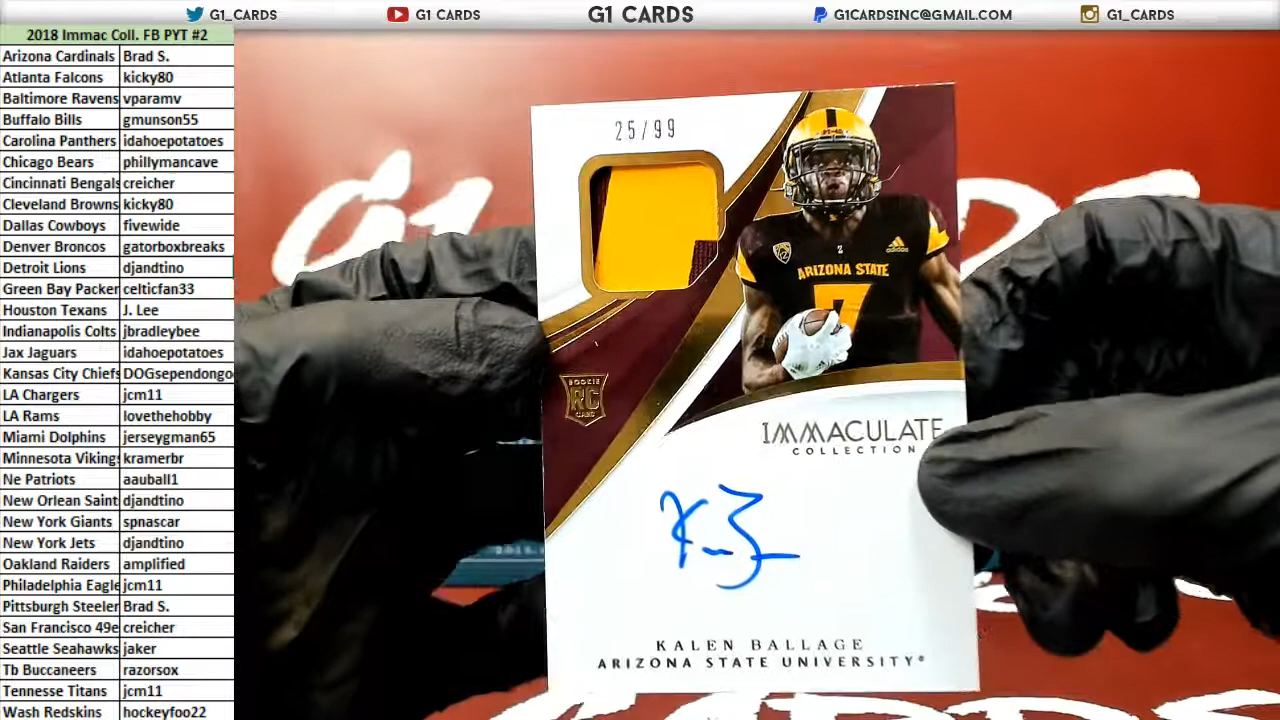 G1_CARDS G1 CARDS G1 CARDS G1CARDSINC@GMAIL.COM G1_CARDS
2018 Immac Coll. FB PYT #2
Arizona Cardinals Brad S.
Atlanta Falcons kicky80
Baltimore Ravens vparamv
Buffalo Bills gmunson55
Carolina Panthers idahoepotatoes
Chicago Bears phillymancave
Cincinnati Bengals creicher
Cleveland Browns kicky80
Dallas Cowboys fivewide
Denver Broncos gatorboxbreaks
Detroit Lions djandtino
Green Bay Packer celticfan33
Houston Texans J. Lee
Indianapolis Colts jbradleybee
Jax Jaguars idahoepotatoes
Kansas City Chiefs DOGsependongo
LA Chargers jcm11
LA Rams lovethehobby
Miami Dolphins jerseygman65
Minnesota Vikings kramerbr
Ne Patriots aauball1
New Orlean Saint djandtino
New York Giants spnascar
New York Jets djandtino
Oakland Raiders amplified
Philadelphia Eagle jcm11
Pittsburgh Steeler Brad S.
San Francisco 49e creicher
Seattle Seahawks jaker
Tb Buccaneers razorsox
Tennesse Titans jcm11
Wash Redskins hockeyfoo22
25/99
adidas
ARIZONA STATE
7
ROOKIE
RC
CARD
IMMACULATE
COLLECTION
KALEN BALLAGE
ARIZONA STATE UNIVERSITY®
G1